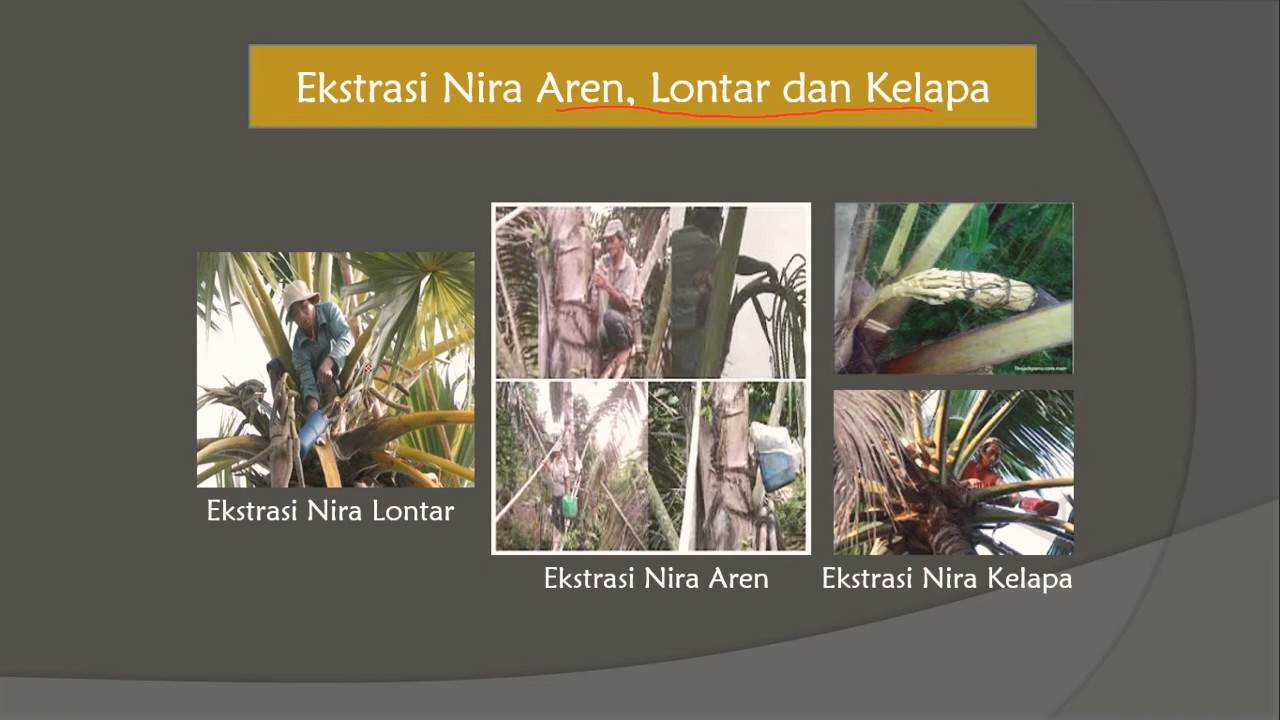 Ekstrasi Nira Aren, Lontar dan Kelapa
Ekstrasi Nira Lontar
Ekstrasi Nira Aren
Ekstrasi Nira Kelapa